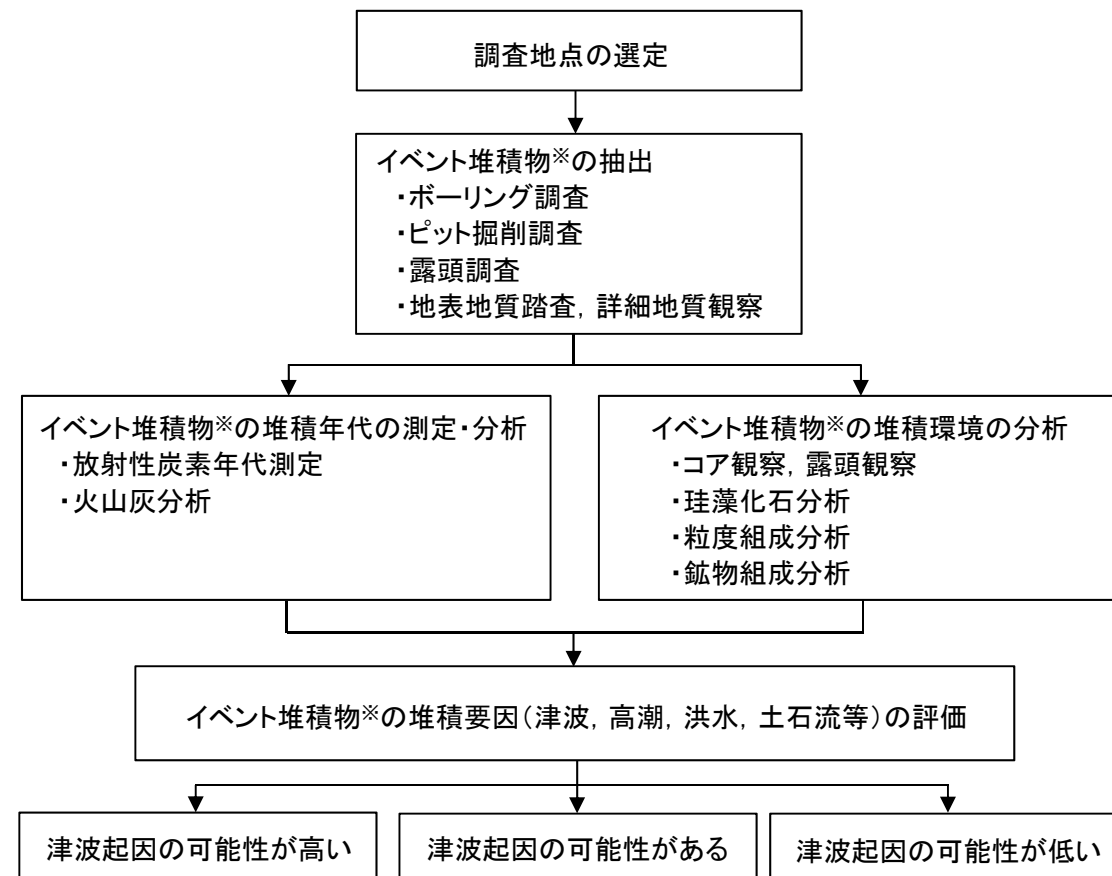 調査地点の選定
イベント堆積物※の抽出
・ボーリング調査
・ピット掘削調査
・露頭調査
・地表地質踏査，詳細地質観察
イベント堆積物※の堆積年代の測定・分析
・放射性炭素年代測定
・火山灰分析
イベント堆積物※の堆積環境の分析
・コア観察，露頭観察
・珪藻化石分析
・粒度組成分析
・鉱物組成分析
イベント堆積物※の堆積要因（津波，高潮，洪水，土石流等）の評価
津波起因の可能性が高い
津波起因の可能性がある
津波起因の可能性が低い